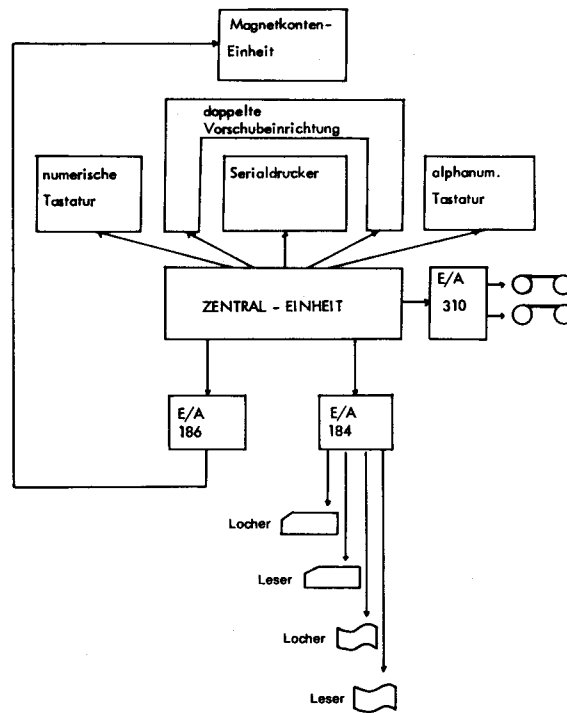 Magnetkonten-
Einheit
doppelte
Vorschubeinrichtung
numerische
Tastatur
Serialdrucker
alphanum.
Tastatur
ZENTRAL - EINHEIT
E/A
310
E/A
186
E/A
184
Locher
Leser
Locher
Leser